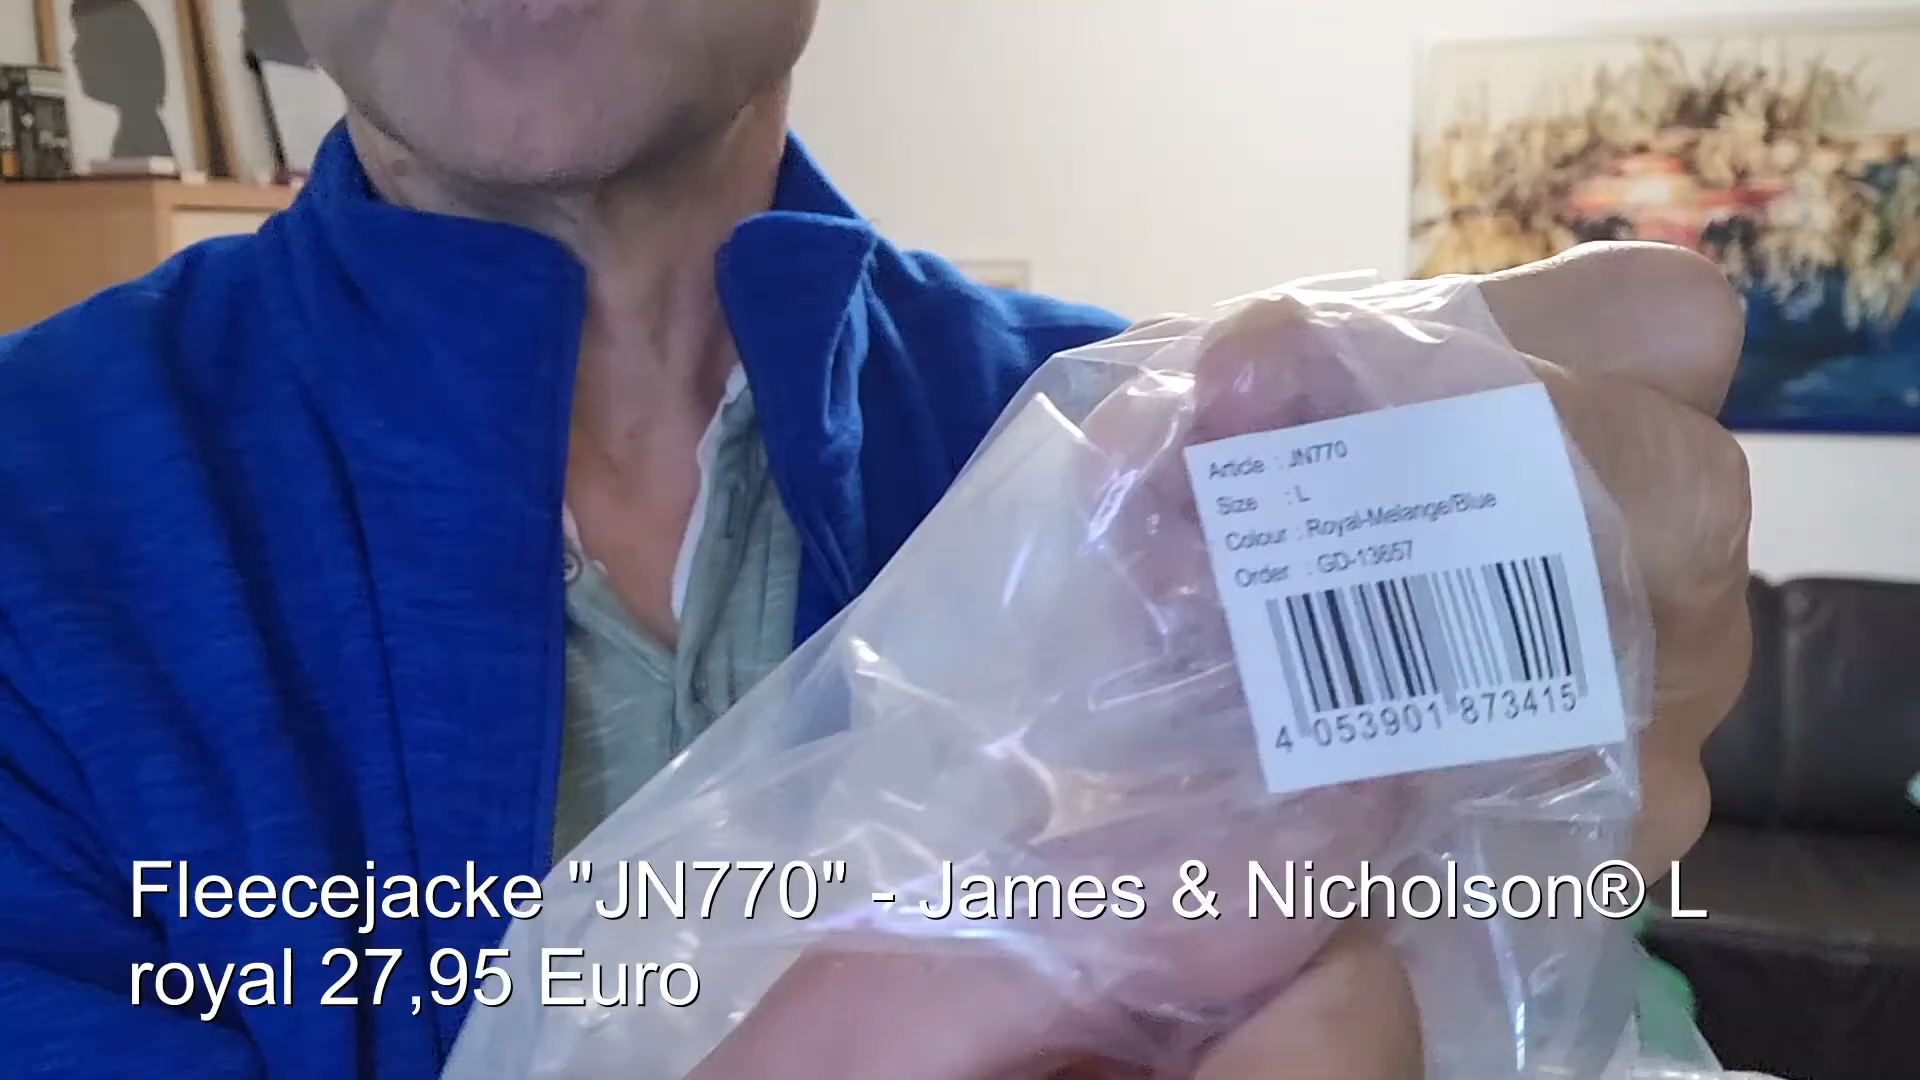 Article : JN770
Size : L
Colour : Royal-Melange/Blue
Order : GD-13657
4 053901 873415
Fleecejacke "JN770" - James & Nicholson® L
royal 27,95 Euro